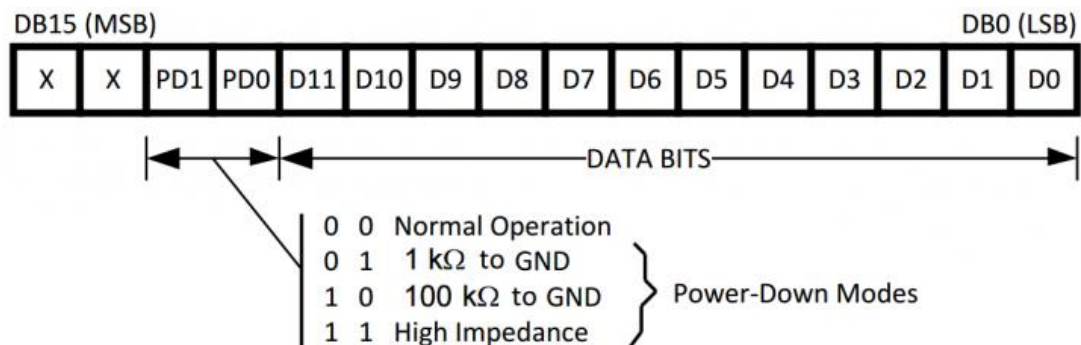 DB15 (MSB) DB0 (LSB)
X X PD1 PD0 D11 D10 D9 D8 D7 D6 D5 D4 D3 D2 D1 D0
DATA BITS
0 0 Normal Operation
0 1 1 kΩ to GND
1 0 100 kΩ to GND
1 1 High Impedance
Power-Down Modes